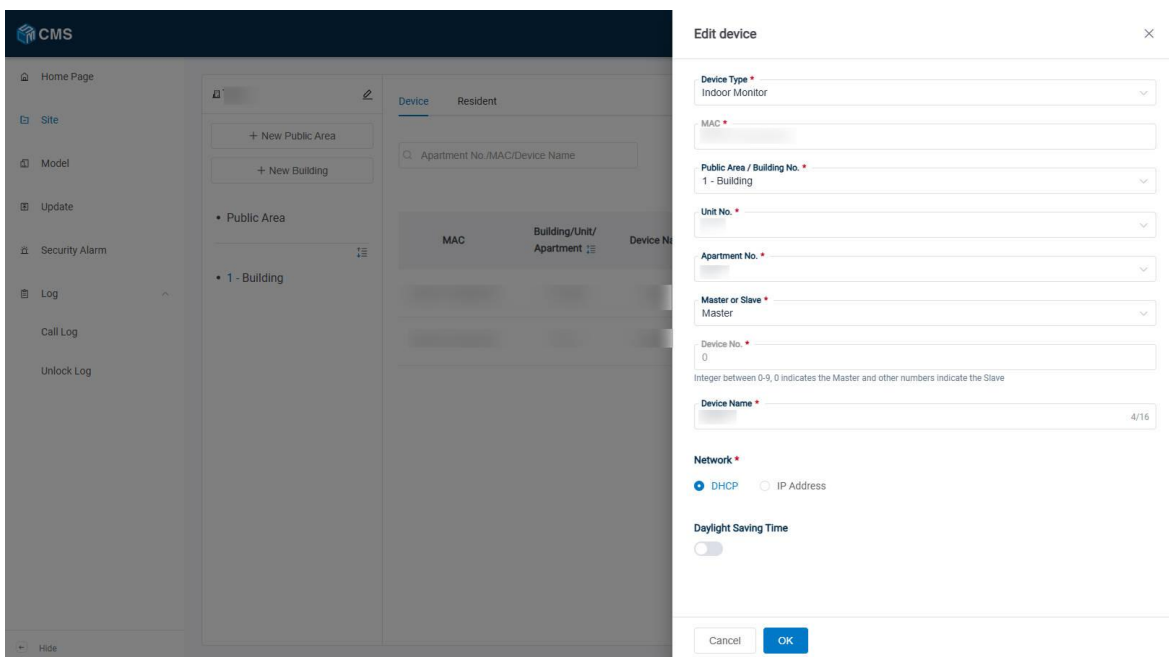 CMS
Home Page
Site
Model
Update
Security Alarm
Log
Call Log
Unlock Log
Hide
+ New Public Area
+ New Building
• Public Area
• 1 - Building
Device Resident
Apartment No./MAC/Device Name
MAC
Building/Unit/
Apartment
Device Na
Edit device
Device Type *
Indoor Monitor
MAC *
Public Area / Building No. *
1 - Building
Unit No. *
Apartment No. *
Master or Slave *
Master
Device No. *
0
Integer between 0-9, 0 indicates the Master and other numbers indicate the Slave
Device Name *
4/16
Network *
DHCP IP Address
Daylight Saving Time
Cancel OK